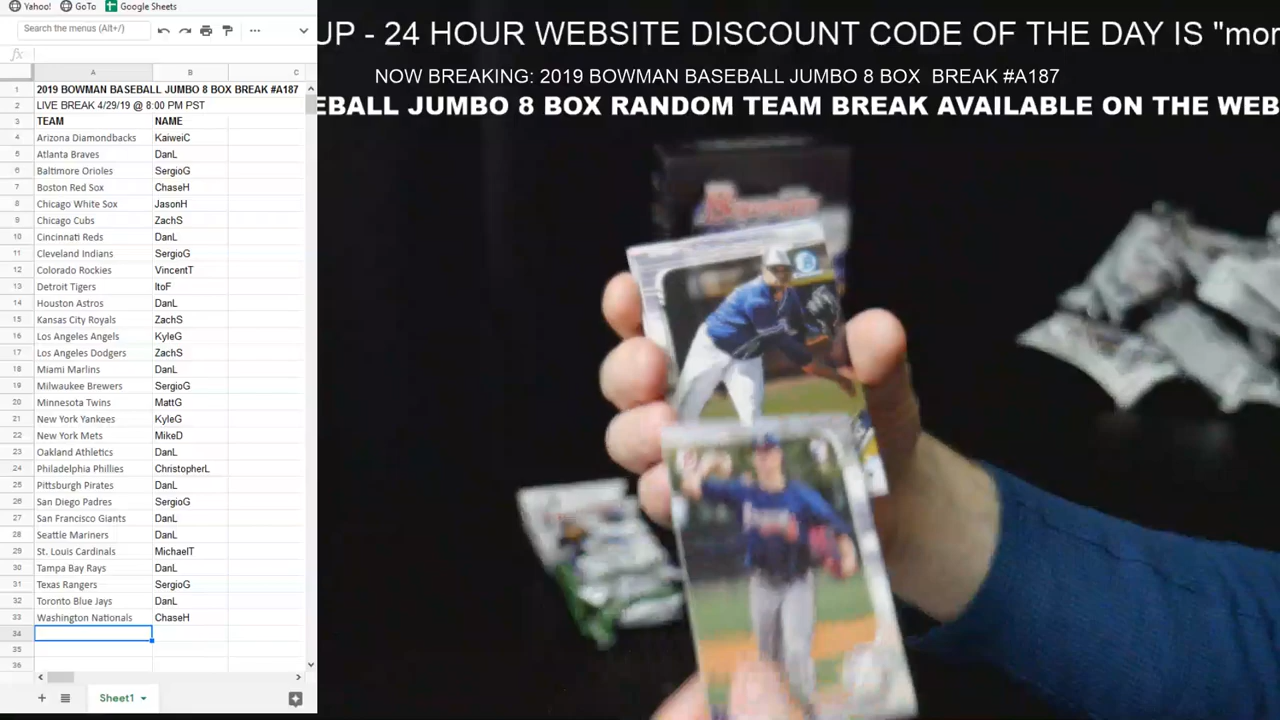 Yahoo!
GoTo
Google Sheets
Search the menus (Alt+/)
fx
A B C
1 2019 BOWMAN BASEBALL JUMBO 8 BOX BREAK #A187
2 LIVE BREAK 4/29/19 @ 8:00 PM PST
3 TEAM NAME
4 Arizona Diamondbacks KaiweiC
5 Atlanta Braves DanL
6 Baltimore Orioles SergioG
7 Boston Red Sox ChaseH
8 Chicago White Sox JasonH
9 Chicago Cubs ZachS
10 Cincinnati Reds DanL
11 Cleveland Indians SergioG
12 Colorado Rockies VincentT
13 Detroit Tigers ItoF
14 Houston Astros DanL
15 Kansas City Royals ZachS
16 Los Angeles Angels KyleG
17 Los Angeles Dodgers ZachS
18 Miami Marlins DanL
19 Milwaukee Brewers SergioG
20 Minnesota Twins MattG
21 New York Yankees KyleG
22 New York Mets MikeD
23 Oakland Athletics DanL
24 Philadelphia Phillies ChristopherL
25 Pittsburgh Pirates DanL
26 San Diego Padres SergioG
27 San Francisco Giants DanL
28 Seattle Mariners DanL
29 St. Louis Cardinals MichaelT
30 Tampa Bay Rays DanL
31 Texas Rangers SergioG
32 Toronto Blue Jays DanL
33 Washington Nationals ChaseH
34
35
36
Sheet1
UP - 24 HOUR WEBSITE DISCOUNT CODE OF THE DAY IS "mor
NOW BREAKING: 2019 BOWMAN BASEBALL JUMBO 8 BOX BREAK #A187
EBALL JUMBO 8 BOX RANDOM TEAM BREAK AVAILABLE ON THE WEB